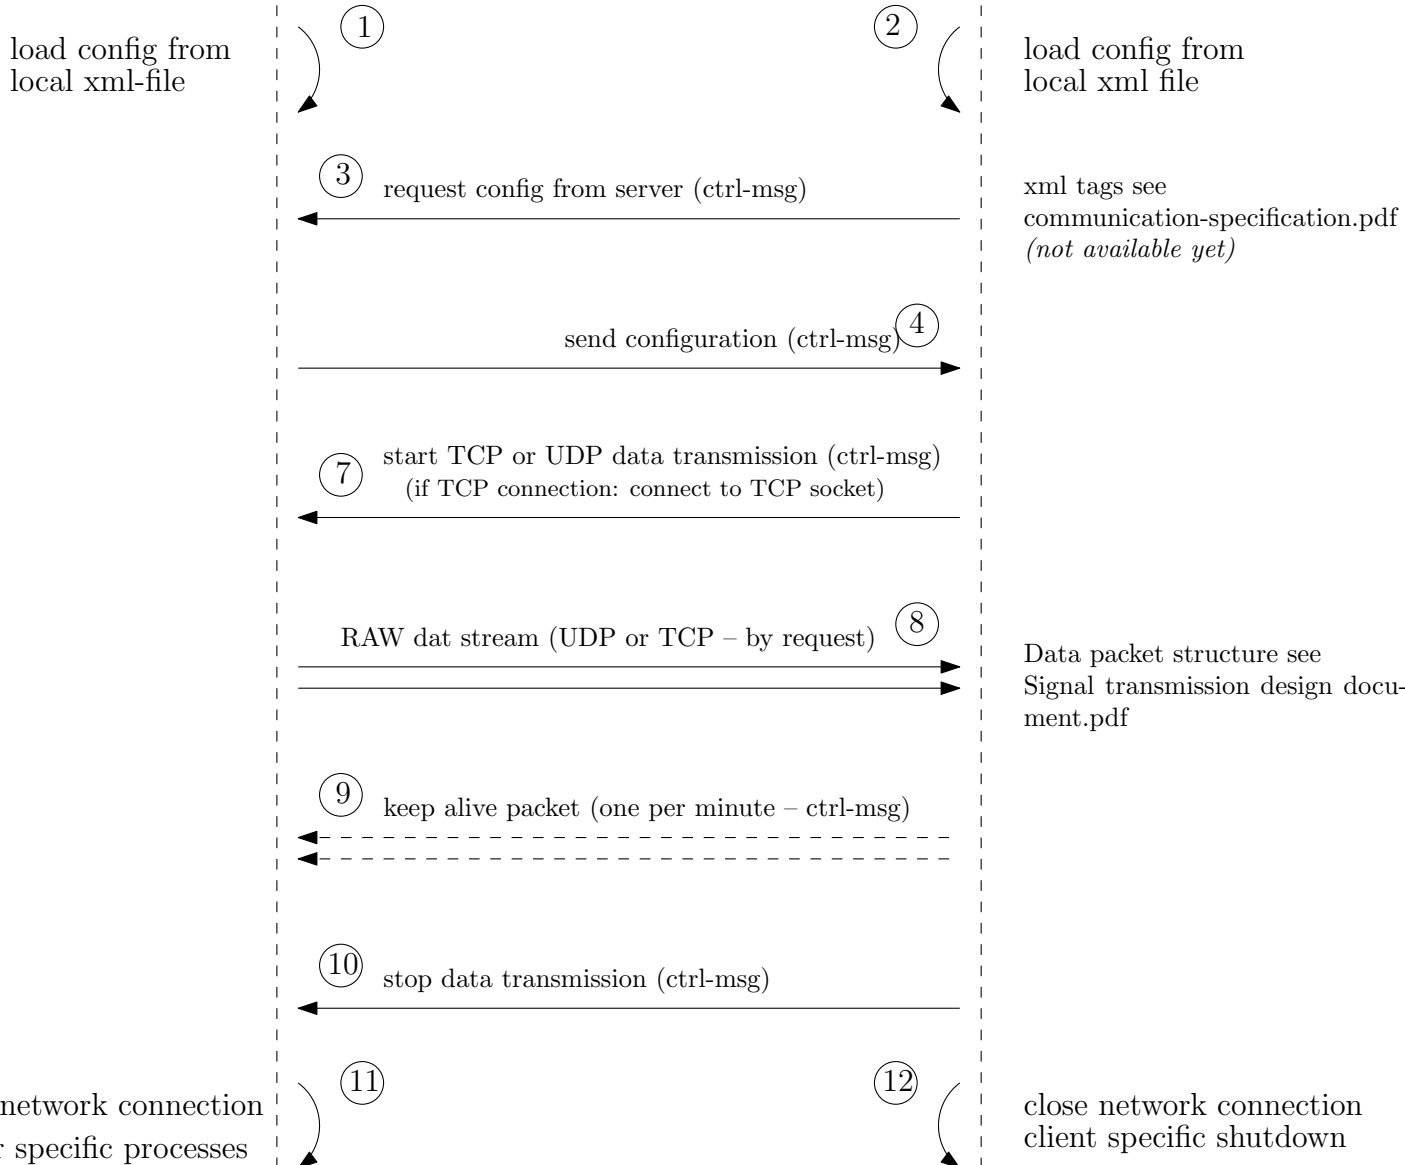 1
2
load config from
local xml-file
load config from
local xml file
3
request config from server (ctrl-msg)
xml tags see
communication-specification.pdf
(not available yet)
4
send configuration (ctrl-msg)
7
start TCP or UDP data transmission (ctrl-msg)
(if TCP connection: connect to TCP socket)
8
RAW dat stream (UDP or TCP – by request)
Data packet structure see
Signal transmission design docu-
ment.pdf
9
keep alive packet (one per minute – ctrl-msg)
10
stop data transmission (ctrl-msg)
11
12
network connection
specific processes
close network connection
client specific shutdown